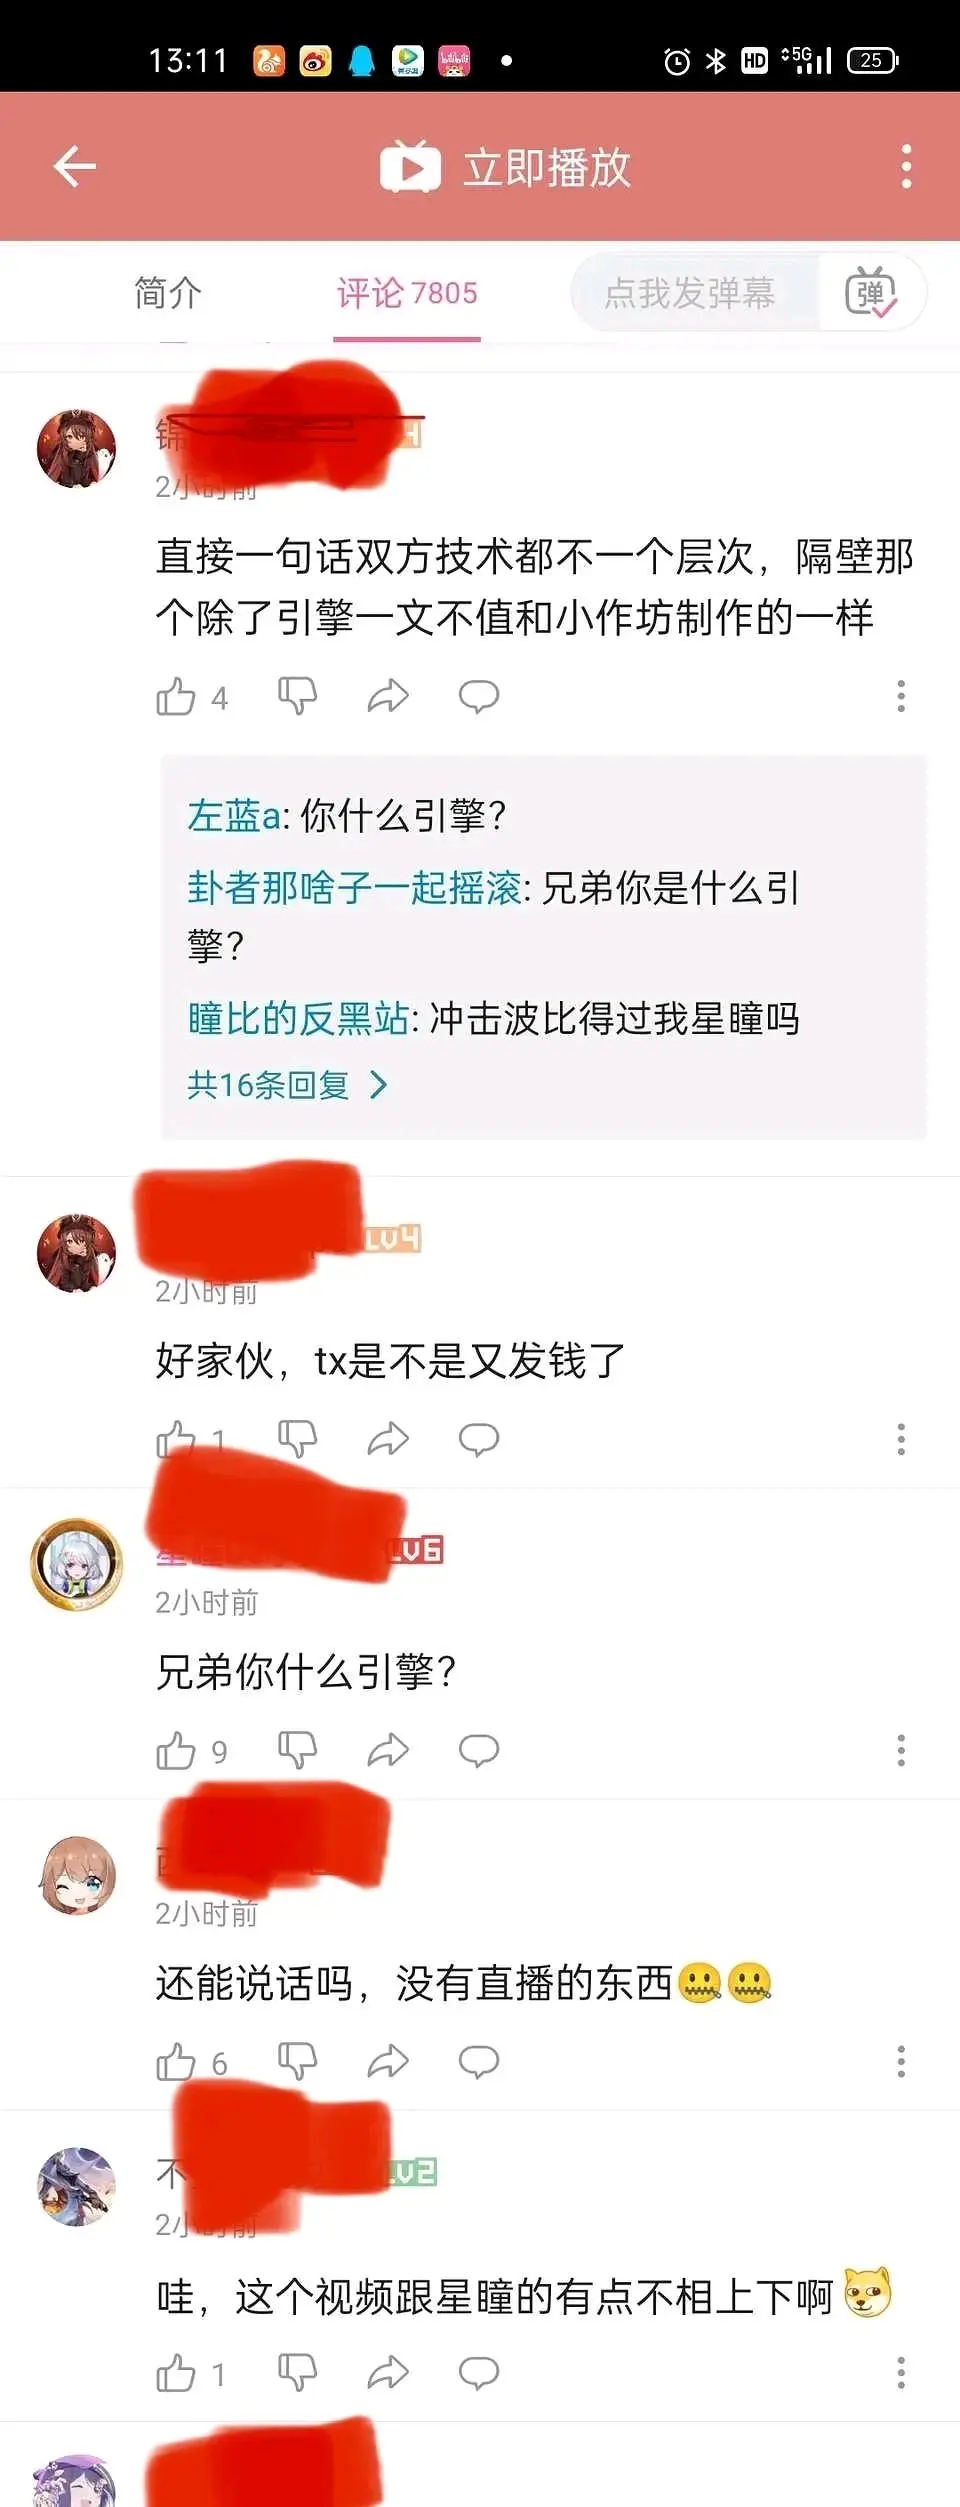 13:11
HD
5G
25
立即播放
简介
评论 7805
点我发弹幕
弹
锦
2小时前
直接一句话双方技术都不一个层次，隔壁那
个除了引擎一文不值和小作坊制作的一样
4
左蓝a: 你什么引擎？
卦者那啥子一起摇滚: 兄弟你是什么引
擎？
瞳比的反黑站: 冲击波比得过我星瞳吗
共16条回复
LV4
2小时前
好家伙，tx是不是又发钱了
1
LV6
2小时前
兄弟你什么引擎？
9
2小时前
还能说话吗，没有直播的东西
6
不
LV2
2小时前
哇，这个视频跟星瞳的有点不相上下啊
1